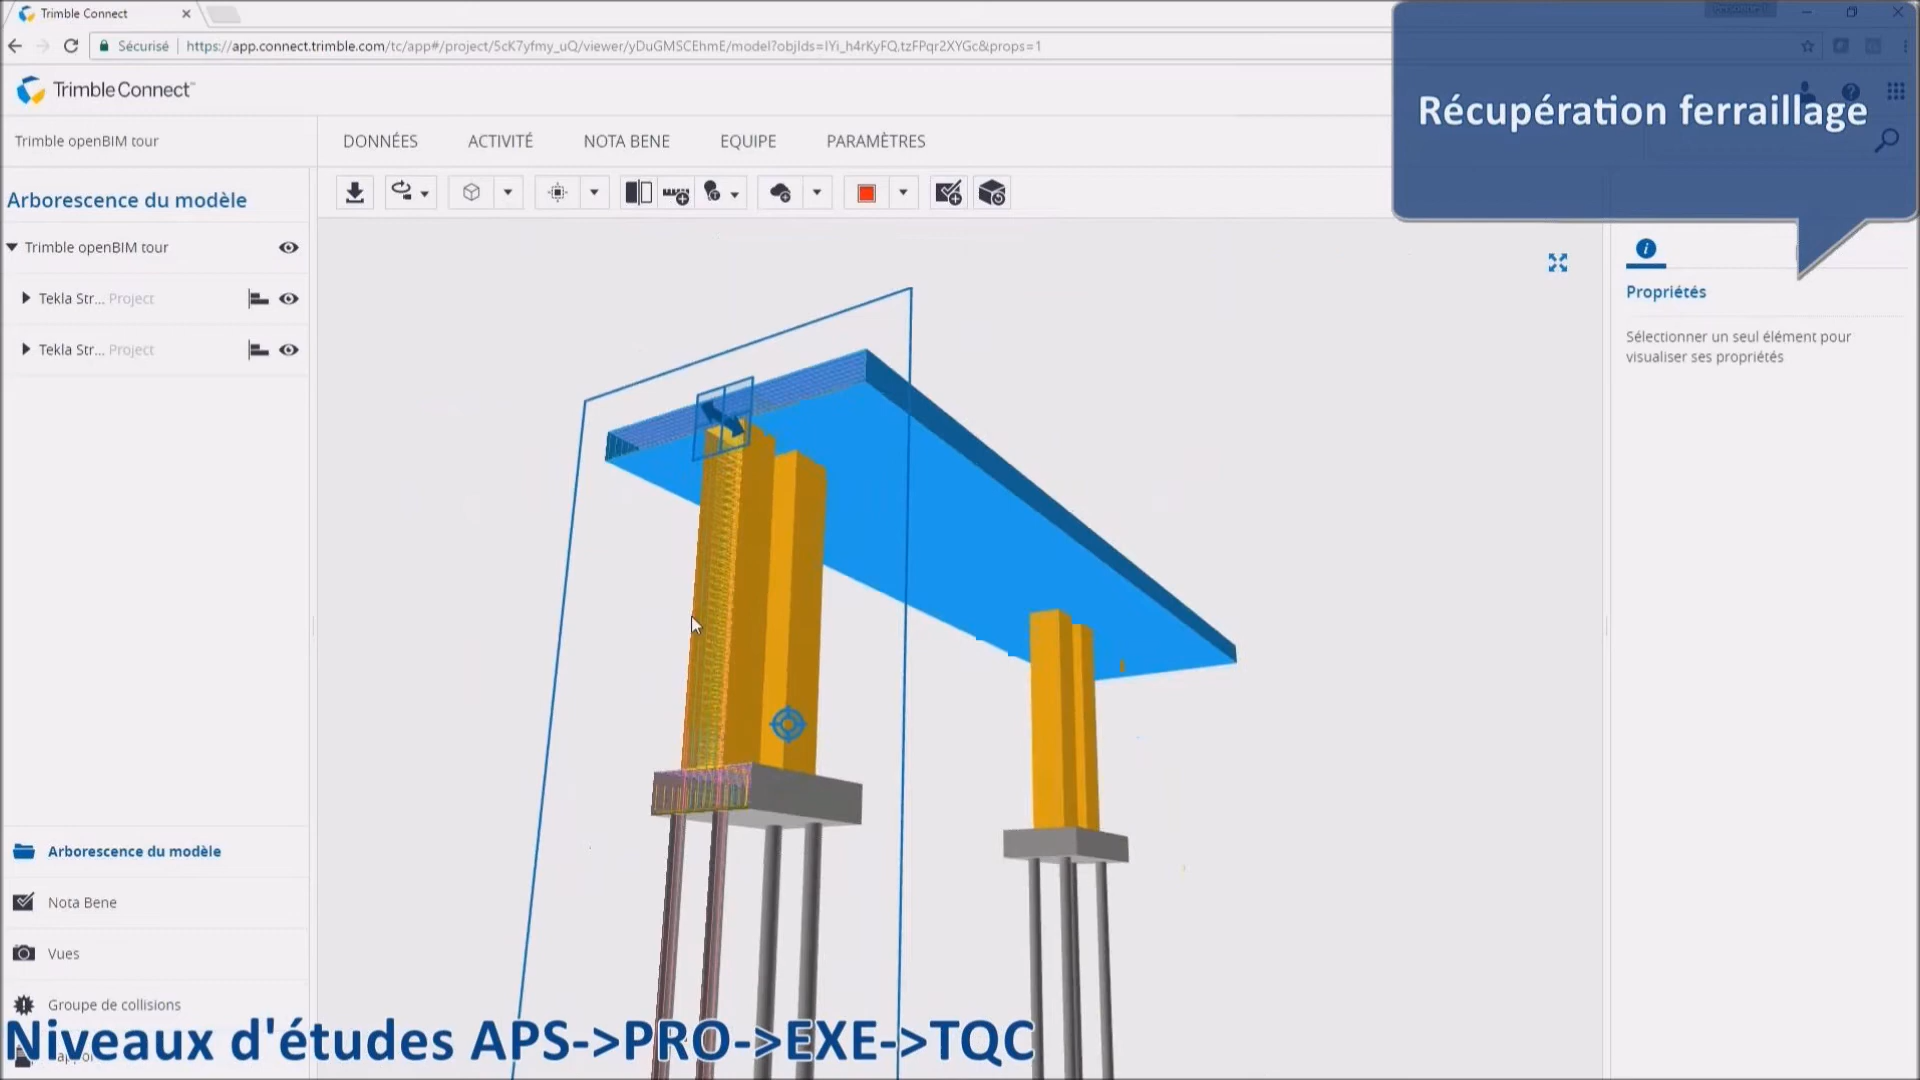 Trimble Connect
Sécurisé
https://app.connect.trimble.com/tc/app#/project/5cK7yfmy_uQ/viewer/yDuGMSCEhmE/model?objIds=IYi_h4rKyFQ,tzFPqr2XYGc&props=1
Trimble Connect™
Récupération ferraillage
Trimble openBIM tour
DONNÉES
ACTIVITÉ
NOTA BENE
EQUIPE
PARAMÈTRES
Arborescence du modèle
Trimble openBIM tour
Tekla Str... Project
Tekla Str... Project
Propriétés
Sélectionner un seul élément pour
visualiser ses propriétés
Arborescence du modèle
Nota Bene
Vues
Groupe de collisions
Niveaux d'études APS->PRO->EXE->TQC